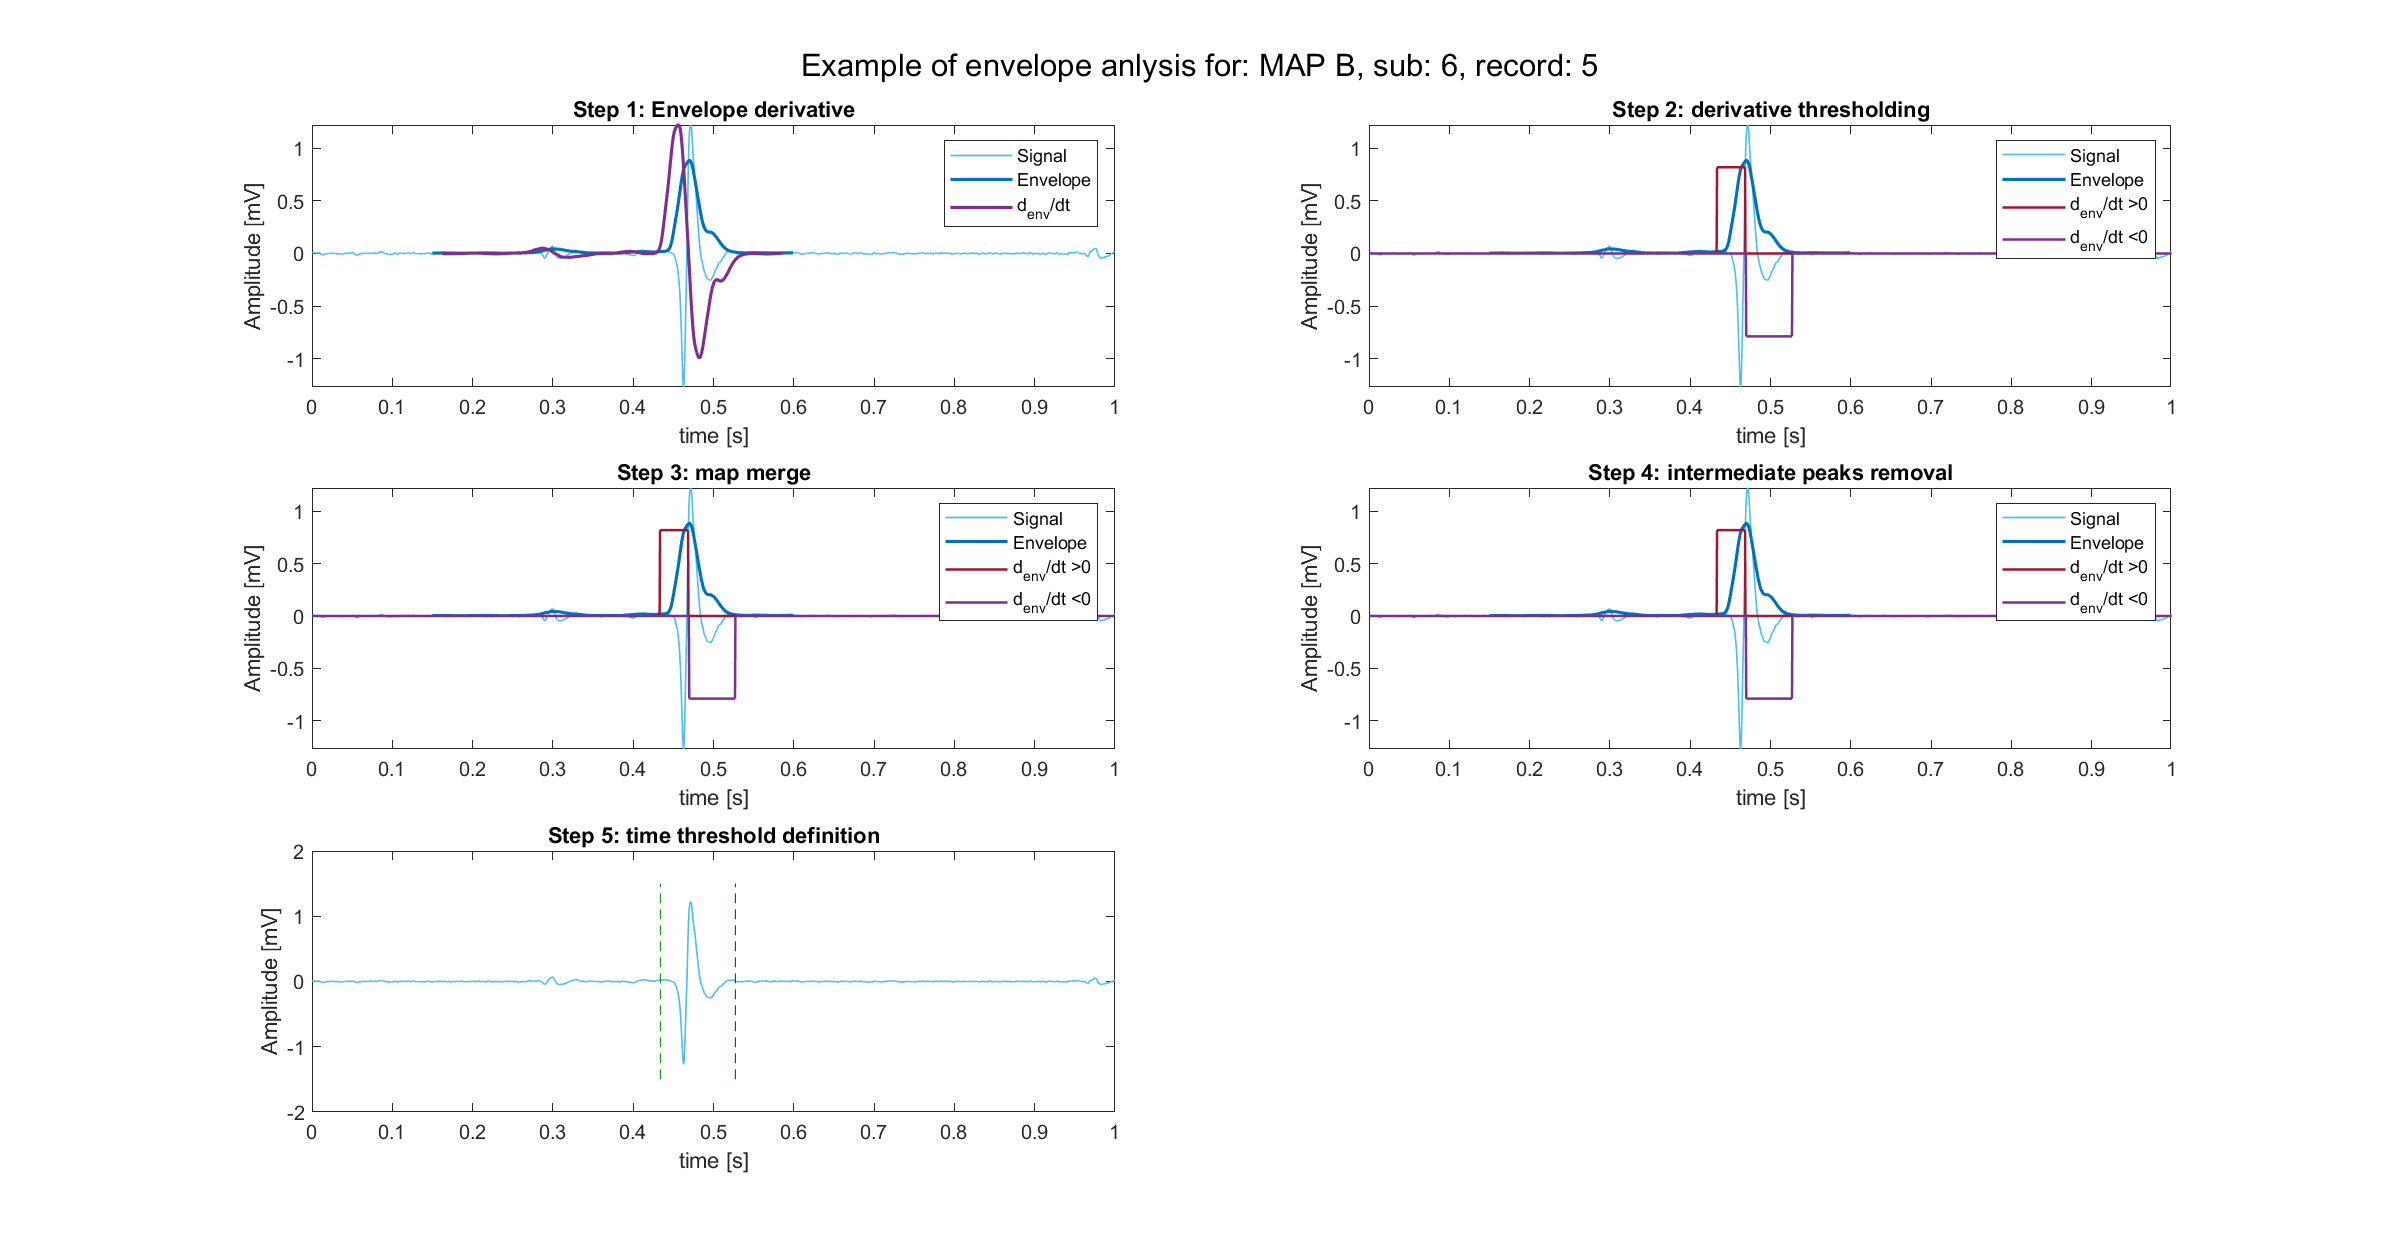 Example of envelope anlysis for: MAP B, sub: 6, record: 5
Step 1: Envelope derivative
Amplitude [mV]
1
0.5
0
-0.5
-1
Signal
Envelope
d_env/dt
0 0.1 0.2 0.3 0.4 0.5 0.6 0.7 0.8 0.9 1
time [s]
Step 2: derivative thresholding
Amplitude [mV]
1
0.5
0
-0.5
-1
Signal
Envelope
d_env/dt >0
d_env/dt <0
0 0.1 0.2 0.3 0.4 0.5 0.6 0.7 0.8 0.9 1
time [s]
Step 3: map merge
Amplitude [mV]
1
0.5
0
-0.5
-1
Signal
Envelope
d_env/dt >0
d_env/dt <0
0 0.1 0.2 0.3 0.4 0.5 0.6 0.7 0.8 0.9 1
time [s]
Step 4: intermediate peaks removal
Amplitude [mV]
1
0.5
0
-0.5
-1
Signal
Envelope
d_env/dt >0
d_env/dt <0
0 0.1 0.2 0.3 0.4 0.5 0.6 0.7 0.8 0.9 1
time [s]
Step 5: time threshold definition
Amplitude [mV]
2
1
0
-1
-2
0 0.1 0.2 0.3 0.4 0.5 0.6 0.7 0.8 0.9 1
time [s]